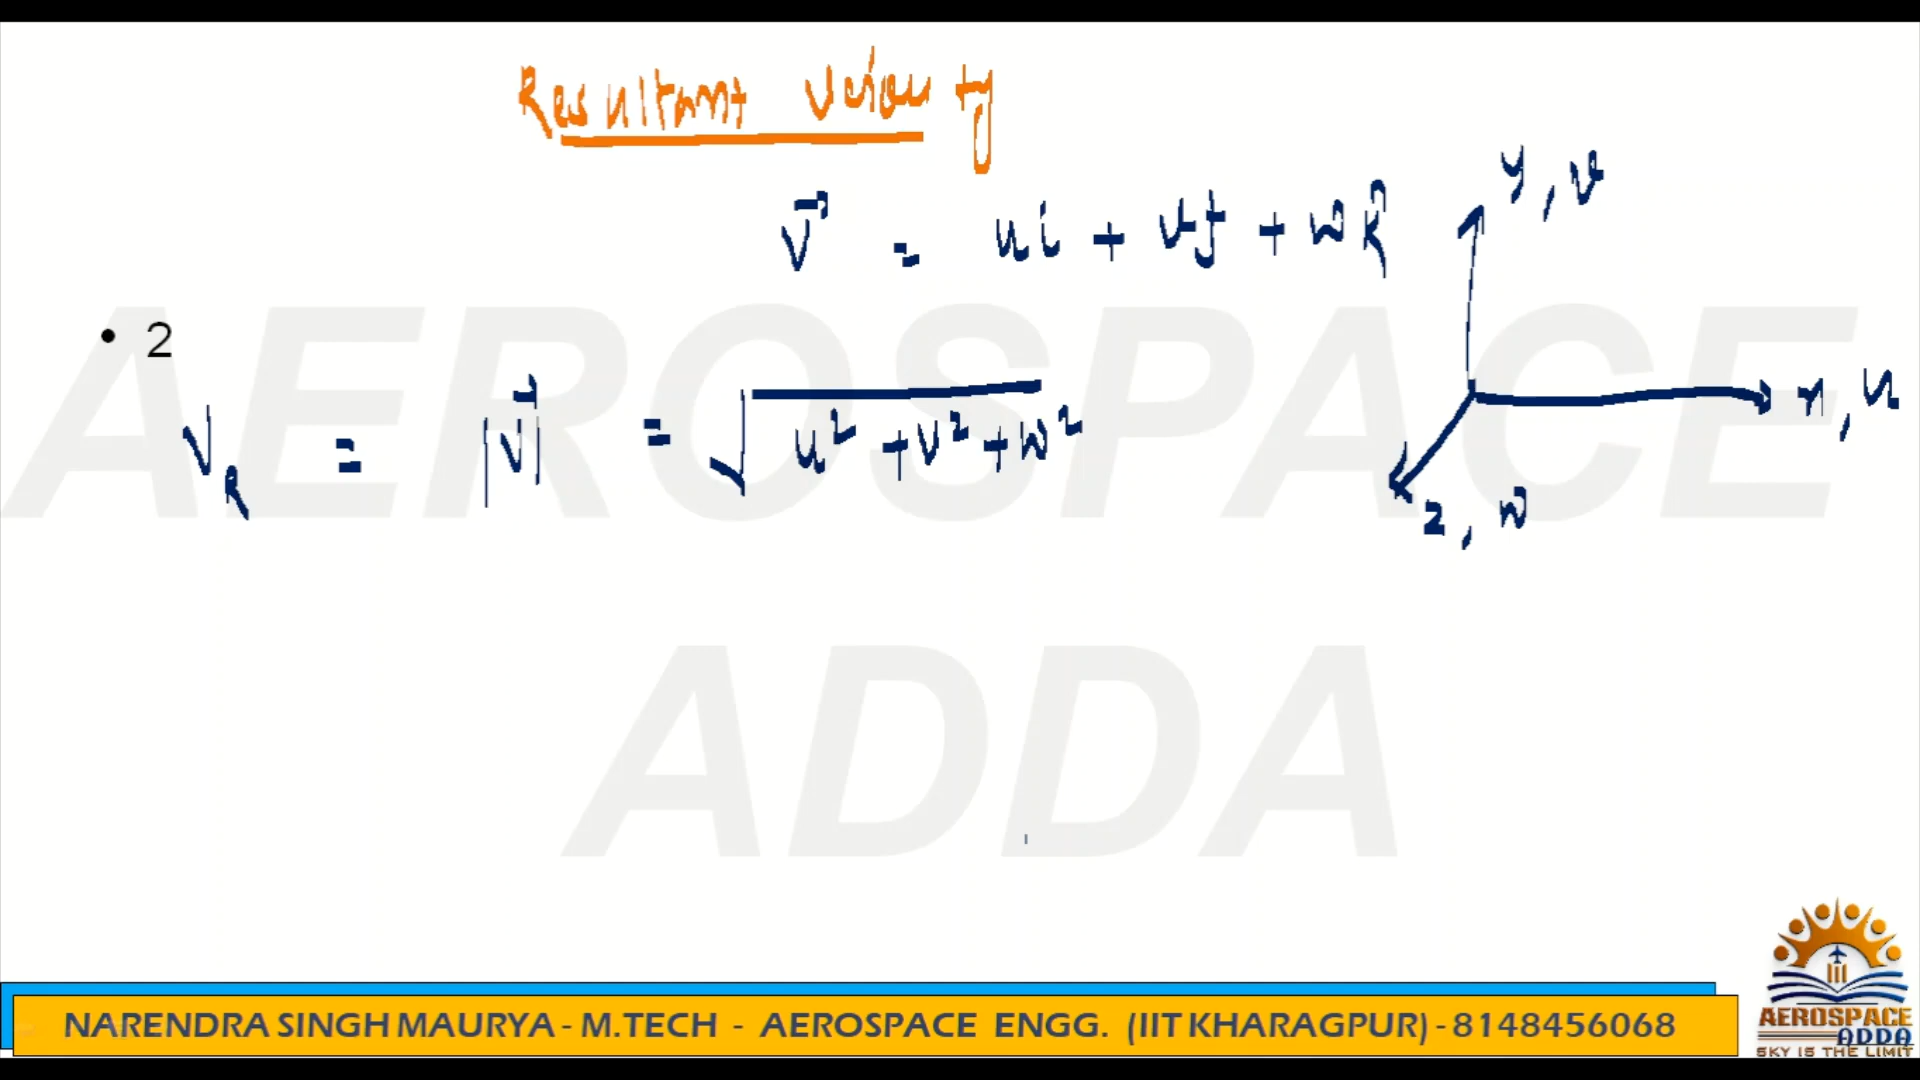 Resultant Velocity
V⃗ = ui + vj + wk̂
y, v
• 2
V_R = |V⃗| = √(u² + v² + w²)
x, u
z, w
AEROSPACE
ADDA
NARENDRA SINGH MAURYA - M.TECH - AEROSPACE ENGG. (IIT KHARAGPUR) - 8148456068
AEROSPACE
ADDA
SKY IS THE LIMIT